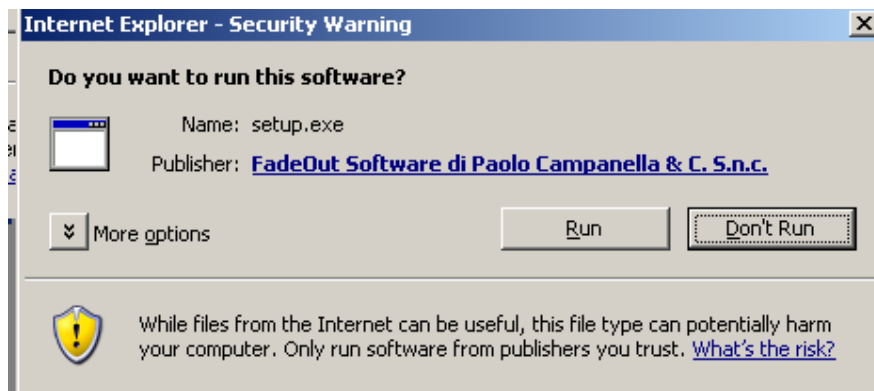 Internet Explorer - Security Warning
Do you want to run this software?
Name: setup.exe
Publisher: FadeOut Software di Paolo Campanella & C. S.n.c.
More options
Run
Don't Run
While files from the Internet can be useful, this file type can potentially harm
your computer. Only run software from publishers you trust. What's the risk?